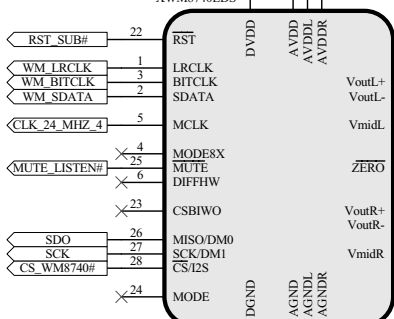 DVDD AVDD AVDDL AVDDR
RST_SUB# 22 RST
WM_LRCLK 1 LRCLK
WM_BITCLK 3 BITCLK VoutL+
WM_SDATA 2 SDATA VoutL-
CLK_24_MHZ_4 5 MCLK VmidL
4 MODE8X
MUTE_LISTEN# 25 MUTE ZERO
6 DIFFHW
23 CSBIWO VoutR+
VoutR-
SDO 26 MISO/DM0
SCK 27 SCK/DM1 VmidR
CS_WM8740# 28 CS/I2S
24 MODE
DGND AGND AGNDL AGNDR